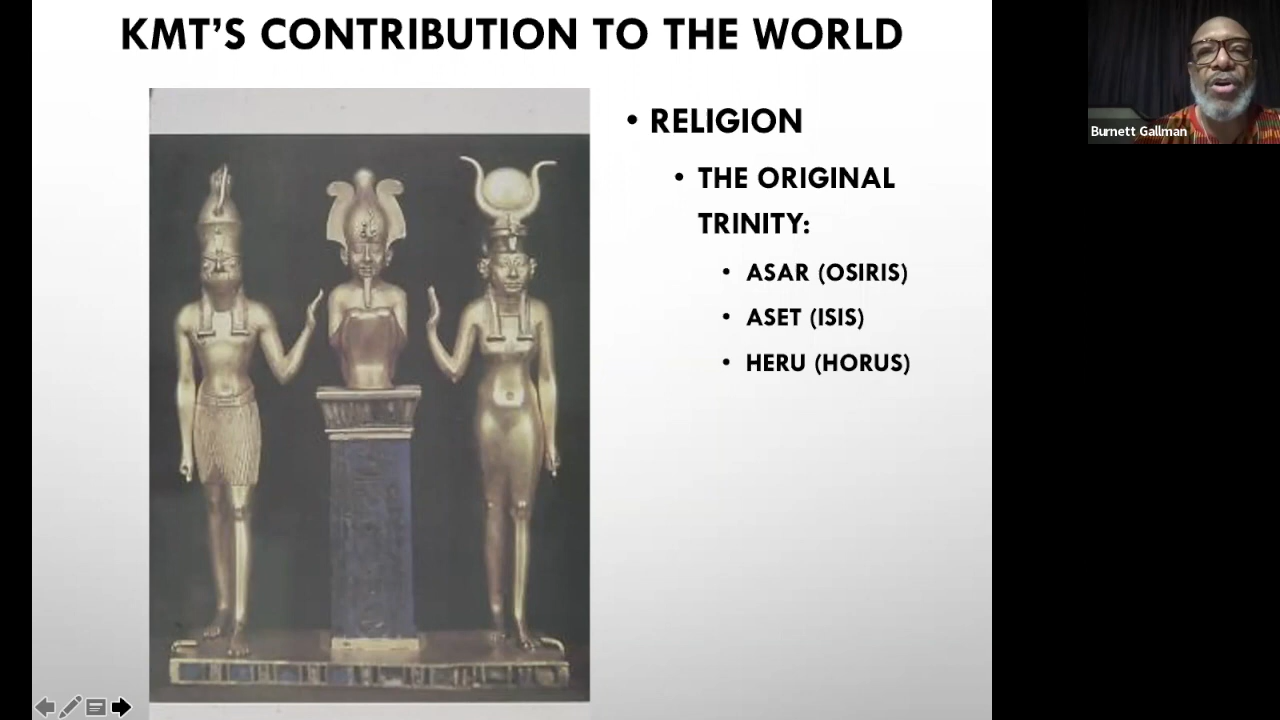 KMT'S CONTRIBUTION TO THE WORLD
• RELIGION
• THE ORIGINAL
TRINITY:
• ASAR (OSIRIS)
• ASET (ISIS)
• HERU (HORUS)
Burnett Gallman